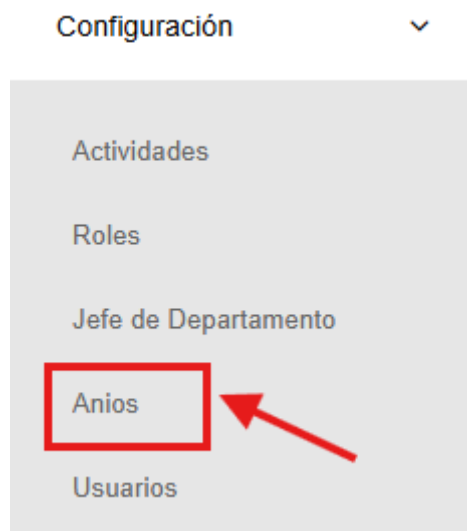 Configuración
Actividades
Roles
Jefe de Departamento
Anios
Usuarios